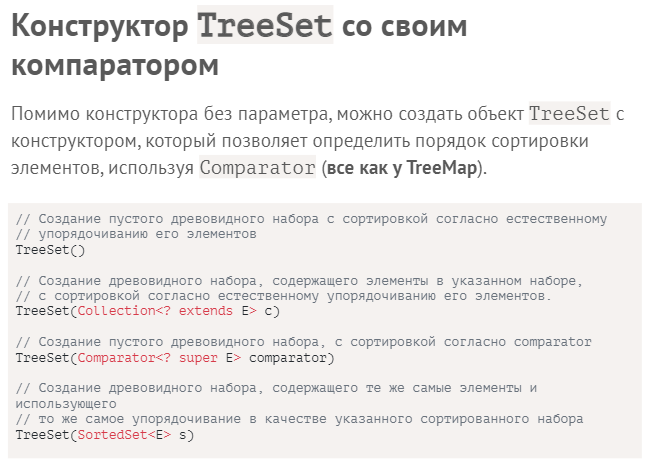 Конструктор TreeSet со своим
компаратором
Помимо конструктора без параметра, можно создать объект TreeSet с
конструктором, который позволяет определить порядок сортировки
элементов, используя Comparator (все как у TreeMap).
// Создание пустого древовидного набора с сортировкой согласно естественному
// упорядочиванию его элементов
TreeSet()
// Создание древовидного набора, содержащего элементы в указанном наборе,
// с сортировкой согласно естественному упорядочиванию его элементов.
TreeSet(Collection<? extends E> c)
// Создание пустого древовидного набора, с сортировкой согласно comparator
TreeSet(Comparator<? super E> comparator)
// Создание древовидного набора, содержащего те же самые элементы и
использующего
// то же самое упорядочивание в качестве указанного сортированного набора
TreeSet(SortedSet<E> s)